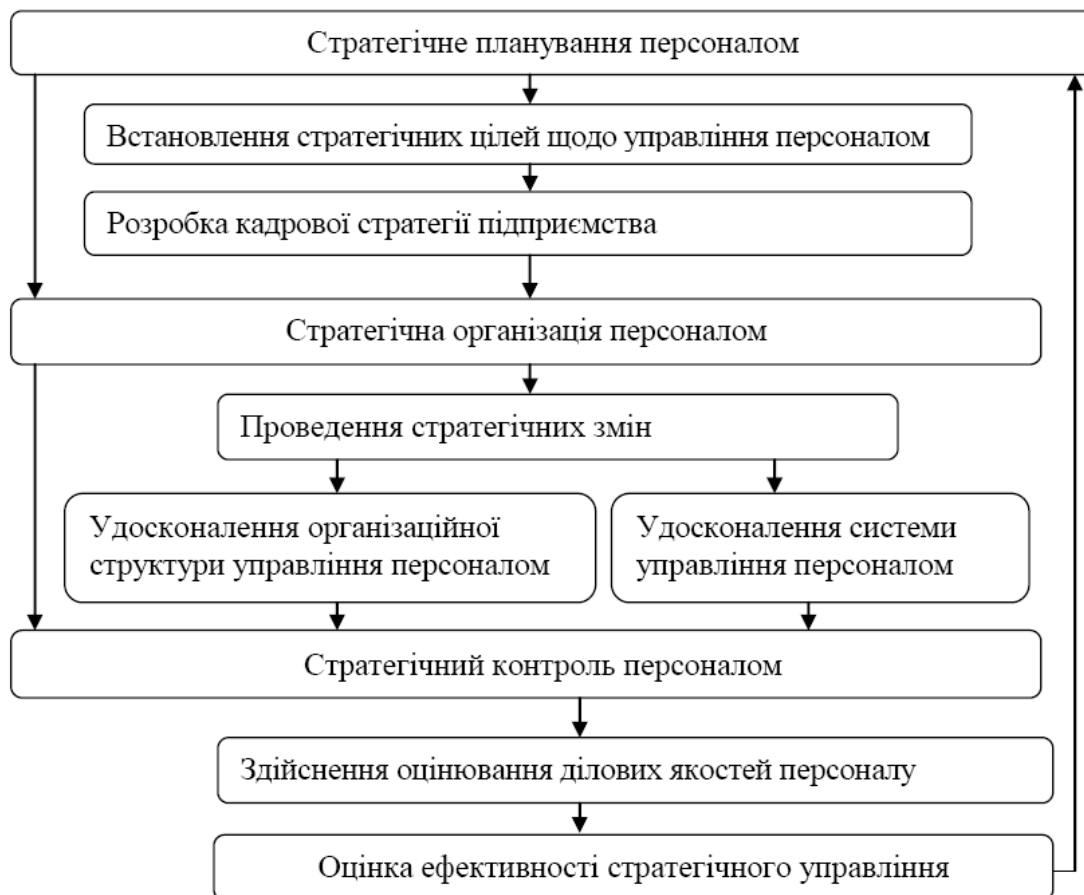 Стратегічне планування персоналом
Встановлення стратегічних цілей щодо управління персоналом
Розробка кадрової стратегії підприємства
Стратегічна організація персоналом
Проведення стратегічних змін
Удосконалення організаційної
структури управління персоналом
Удосконалення системи
управління персоналом
Стратегічний контроль персоналом
Здійснення оцінювання ділових якостей персоналу
Оцінка ефективності стратегічного управління